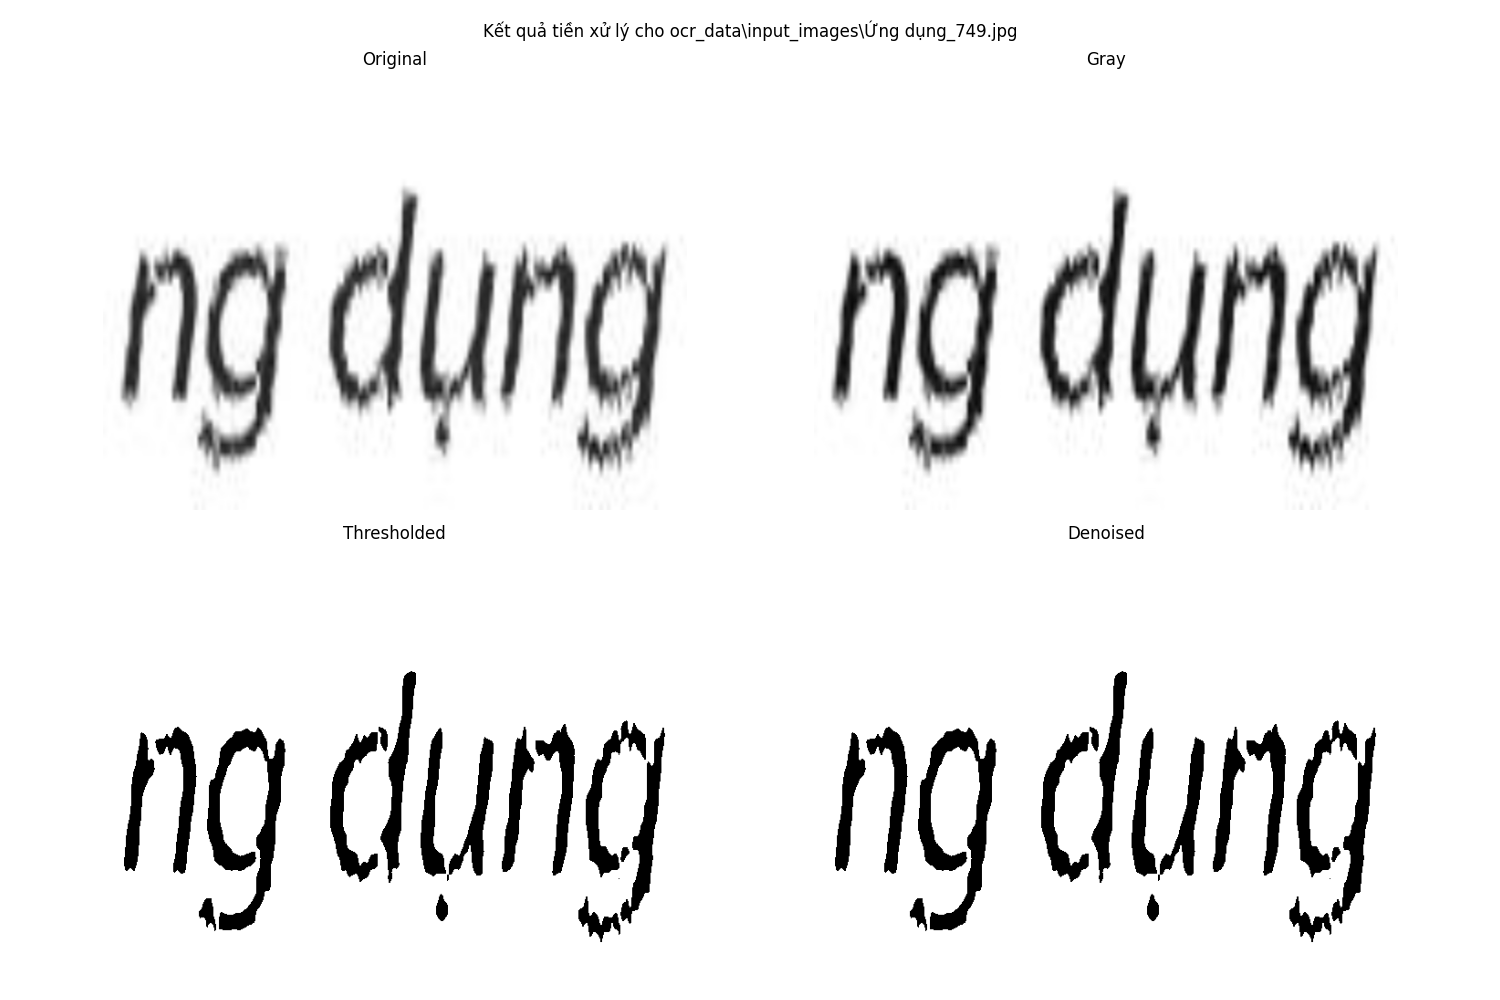 Kết quả tiền xử lý cho ocr_data\input_images\Ứng dụng_749.jpg
Original
Gray
ng dụng
ng dụng
Thresholded
Denoised
ng dụng
ng dụng